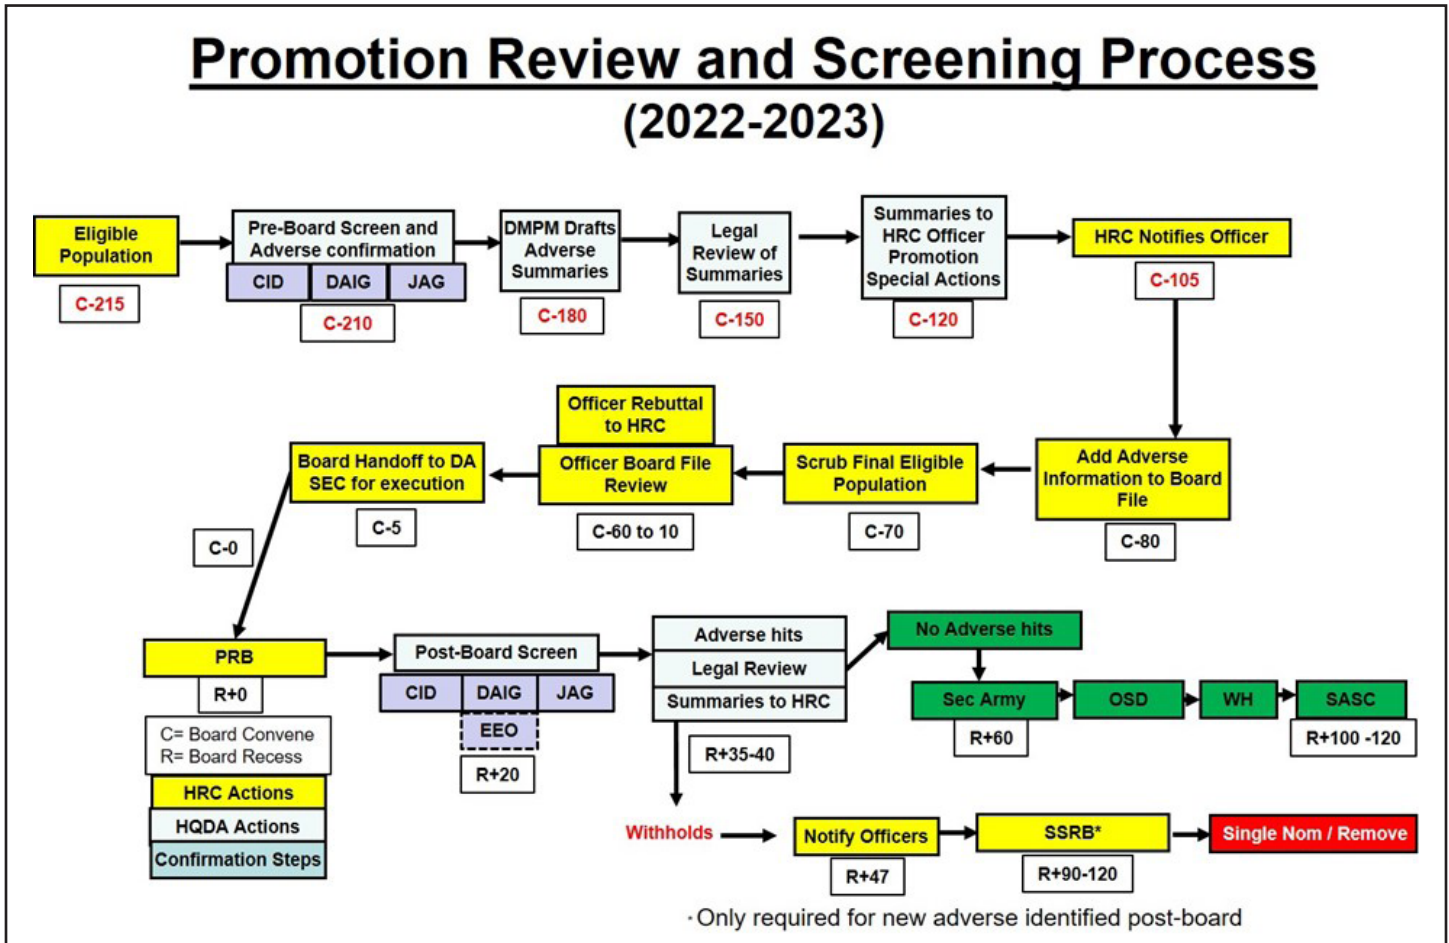 Promotion Review and Screening Process
(2022-2023)
Eligible
Population
C-215
Pre-Board Screen and
Adverse confirmation
CID
DAIG
JAG
C-210
DMPM Drafts
Adverse
Summaries
C-180
Legal
Review of
Summaries
C-150
Summaries to
HRC Officer
Promotion
Special Actions
C-120
HRC Notifies Officer
C-105
Officer Rebuttal
to HRC
Board Handoff to DA
SEC for execution
C-5
Officer Board File
Review
C-60 to 10
Scrub Final Eligible
Population
C-70
Add Adverse
Information to Board
File
C-80
C-0
PRB
R+0
Post-Board Screen
CID
DAIG
JAG
EEO
R+20
Adverse hits
Legal Review
Summaries to HRC
R+35-40
No Adverse hits
Sec Army
R+60
OSD
WH
SASC
R+100 -120
C= Board Convene
R= Board Recess
HRC Actions
HQDA Actions
Confirmation Steps
Withholds
Notify Officers
R+47
SSRB*
R+90-120
Single Nom / Remove
·Only required for new adverse identified post-board